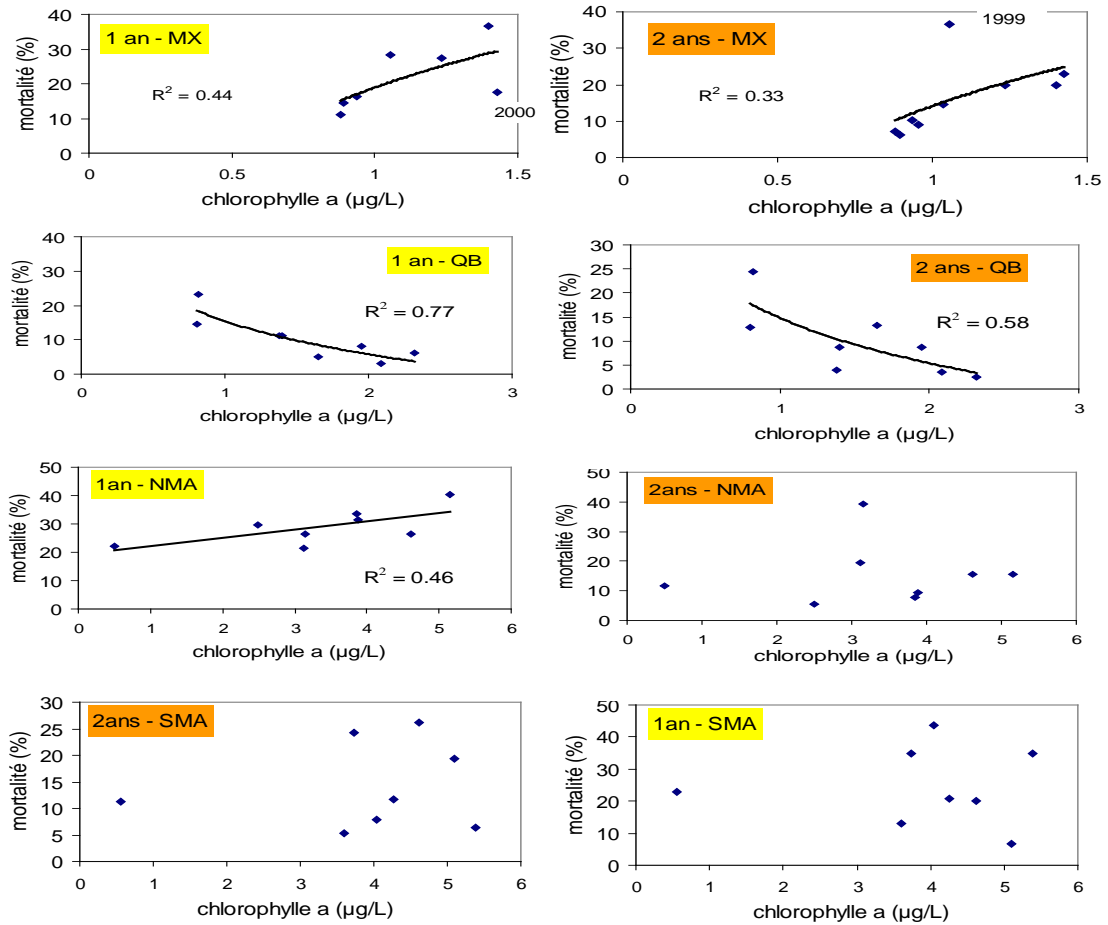 1 an - MX
mortalité (%)
40
30
20
10
0
R² = 0.44
2000
0 0.5 1 1.5
chlorophylle a (µg/L)
2 ans - MX
mortalité (%)
40
30
20
10
0
1999
R² = 0.33
0 0.5 1 1.5
chlorophylle a (µg/L)
1 an - QB
mortalité (%)
40
30
20
10
0
R² = 0.77
0 1 2 3
chlorophylle a (µg/L)
2 ans - QB
mortalité (%)
30
25
20
15
10
5
0
R² = 0.58
0 1 2 3
chlorophylle a (µg/L)
1an - NMA
mortalité (%)
50
40
30
20
10
0
R² = 0.46
0 1 2 3 4 5 6
chlorophylle a (µg/L)
2ans - NMA
mortalité (%)
50
40
30
20
10
0
0 1 2 3 4 5 6
chlorophylle a (µg/L)
2ans - SMA
mortalité (%)
30
25
20
15
10
5
0
0 1 2 3 4 5 6
chlorophylle a (µg/L)
1an - SMA
mortalité (%)
50
40
30
20
10
0
0 1 2 3 4 5 6
chlorophylle a (µg/L)